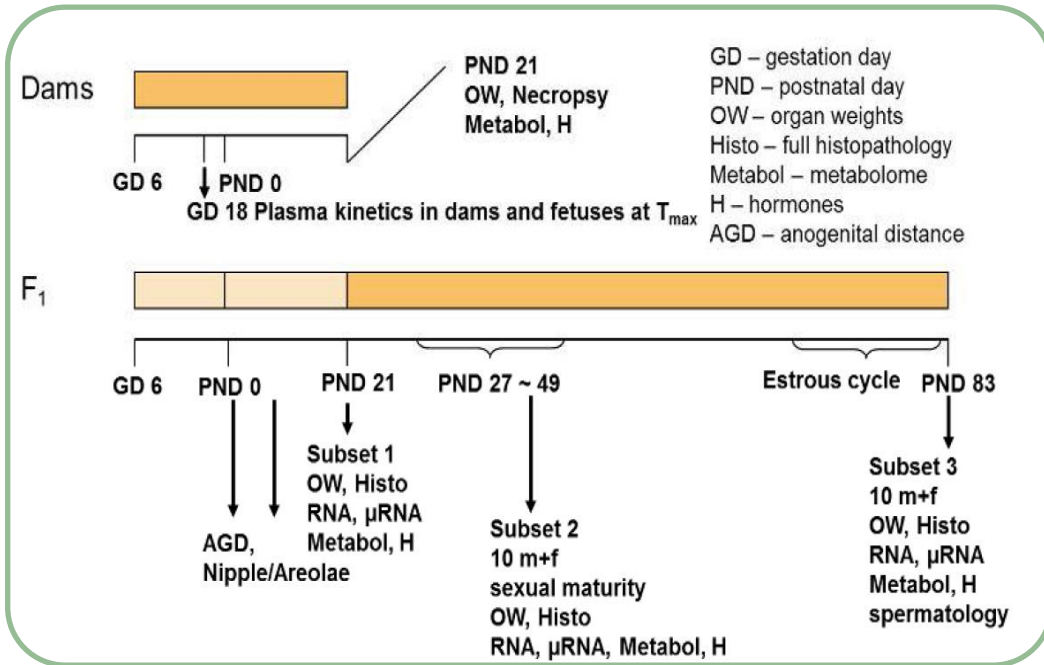 Dams
PND 21
OW, Necropsy
Metabol, H
GD – gestation day
PND – postnatal day
OW – organ weights
Histo – full histopathology
Metabol – metabolome
H – hormones
AGD – anogenital distance
GD 6
PND 0
GD 18 Plasma kinetics in dams and fetuses at Tmax
F1
GD 6
PND 0
PND 21
PND 27 ~ 49
Estrous cycle
PND 83
AGD,
Nipple/Areolae
Subset 1
OW, Histo
RNA, µRNA
Metabol, H
Subset 2
10 m+f
sexual maturity
OW, Histo
RNA, µRNA, Metabol, H
Subset 3
10 m+f
OW, Histo
RNA, µRNA
Metabol, H
spermatology